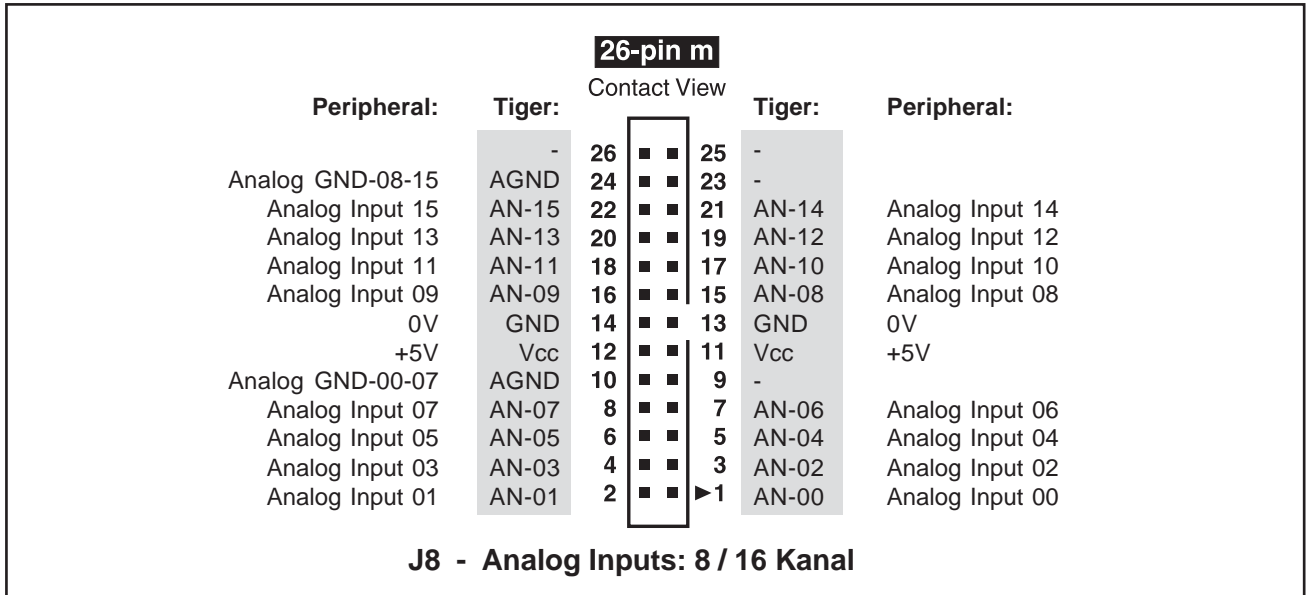 26-pin m
Contact View
Peripheral: Tiger: Tiger: Peripheral:
- 26 25 -
Analog GND-08-15 AGND 24 23 -
Analog Input 15 AN-15 22 21 AN-14 Analog Input 14
Analog Input 13 AN-13 20 19 AN-12 Analog Input 12
Analog Input 11 AN-11 18 17 AN-10 Analog Input 10
Analog Input 09 AN-09 16 15 AN-08 Analog Input 08
0V GND 14 13 GND 0V
+5V Vcc 12 11 Vcc +5V
Analog GND-00-07 AGND 10 9 -
Analog Input 07 AN-07 8 7 AN-06 Analog Input 06
Analog Input 05 AN-05 6 5 AN-04 Analog Input 04
Analog Input 03 AN-03 4 3 AN-02 Analog Input 02
Analog Input 01 AN-01 2 ►1 AN-00 Analog Input 00
J8 - Analog Inputs: 8 / 16 Kanal